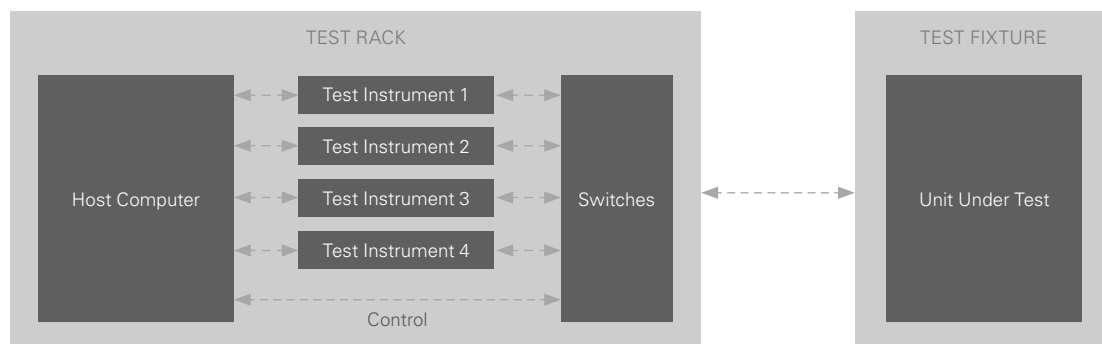 TEST RACK
TEST FIXTURE
Host Computer
Test Instrument 1
Test Instrument 2
Test Instrument 3
Test Instrument 4
Control
Switches
Unit Under Test